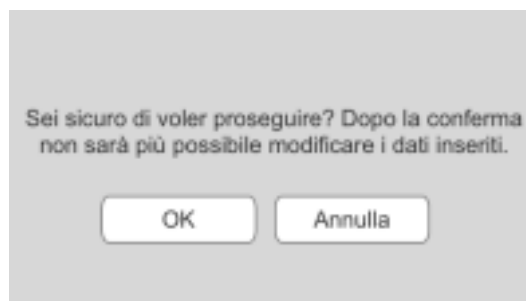 Sei sicuro di voler proseguire? Dopo la conferma
non sarà più possibile modificare i dati inseriti.
OK
Annulla